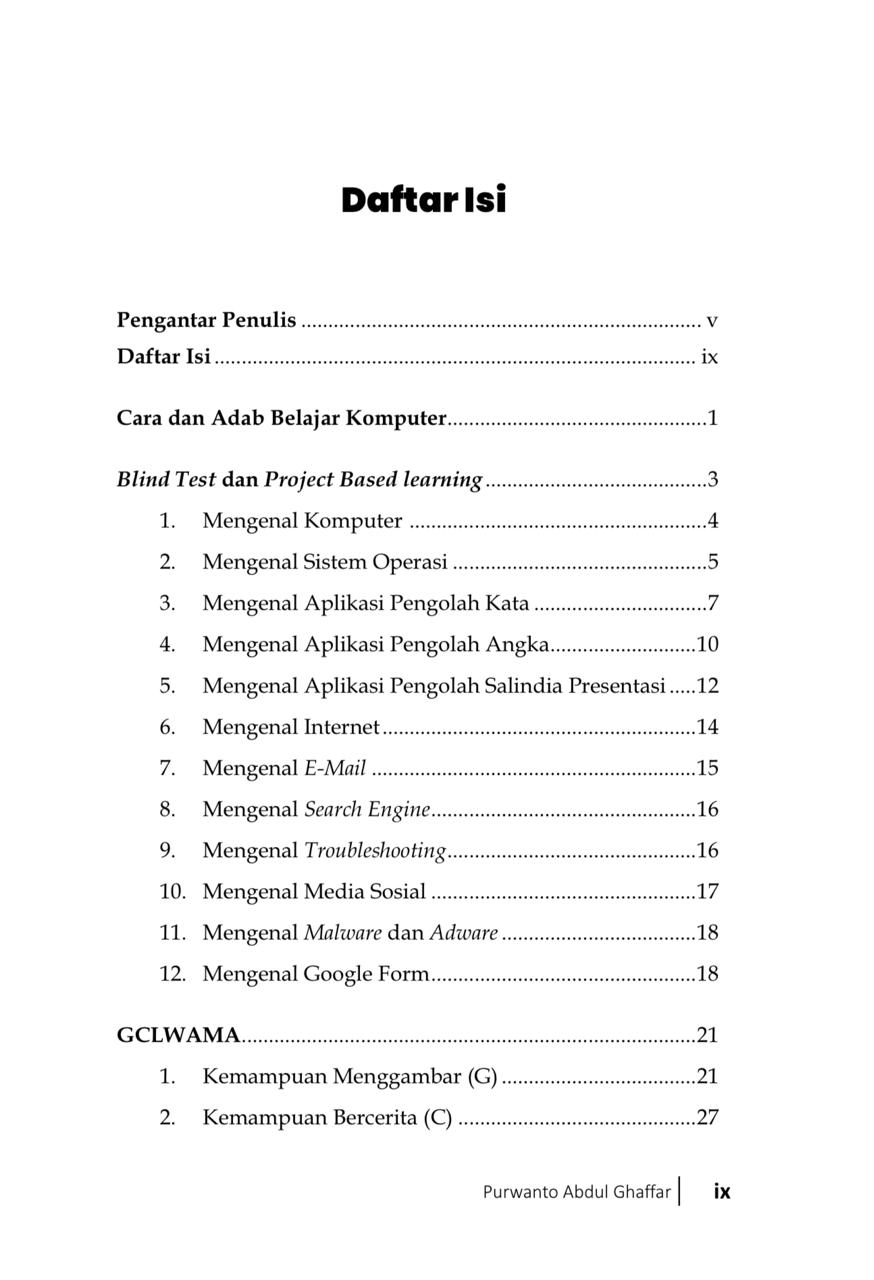 Daftar Isi
Pengantar Penulis .......................................................................... v
Daftar Isi ......................................................................................... ix
Cara dan Adab Belajar Komputer................................................1
Blind Test dan Project Based learning.........................................3
1. Mengenal Komputer .......................................................4
2. Mengenal Sistem Operasi ...............................................5
3. Mengenal Aplikasi Pengolah Kata ................................7
4. Mengenal Aplikasi Pengolah Angka...........................10
5. Mengenal Aplikasi Pengolah Salindia Presentasi .....12
6. Mengenal Internet..........................................................14
7. Mengenal E-Mail ............................................................15
8. Mengenal Search Engine.................................................16
9. Mengenal Troubleshooting..............................................16
10. Mengenal Media Sosial .................................................17
11. Mengenal Malware dan Adware ....................................18
12. Mengenal Google Form.................................................18
GCLWAMA....................................................................................21
1. Kemampuan Menggambar (G) ....................................21
2. Kemampuan Bercerita (C) ............................................27
Purwanto Abdul Ghaffar | ix